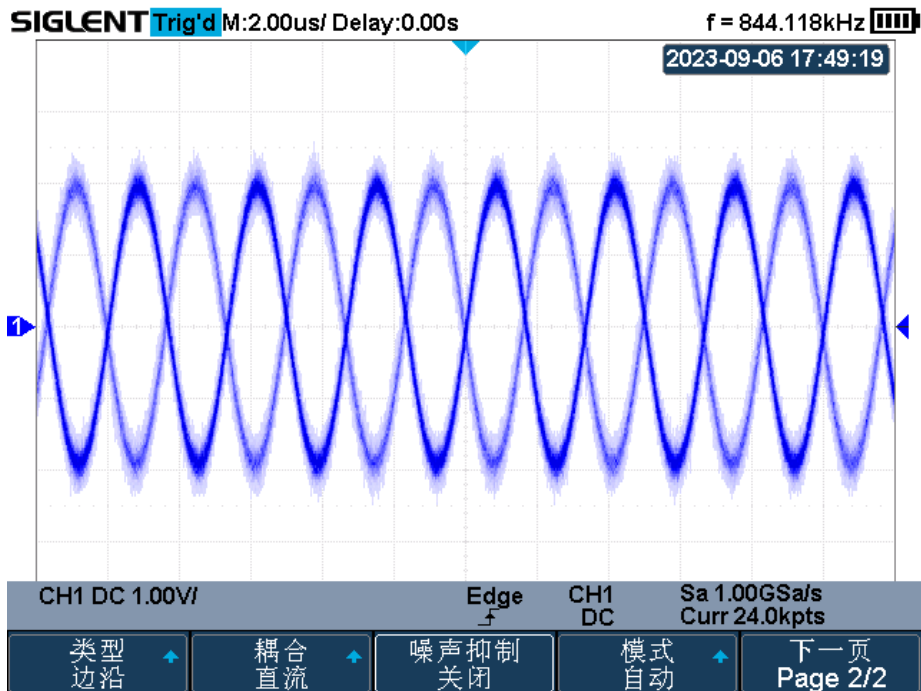 SIGLENT Trig'd M:2.00us/ Delay:0.00s f = 844.118kHz
2023-09-06 17:49:19
1
CH1 DC 1.00V/ Edge CH1 Sa 1.00GSa/s
DC Curr 24.0kpts
类型 耦合 噪声抑制 模式 下一页
边沿 直流 关闭 自动 Page 2/2